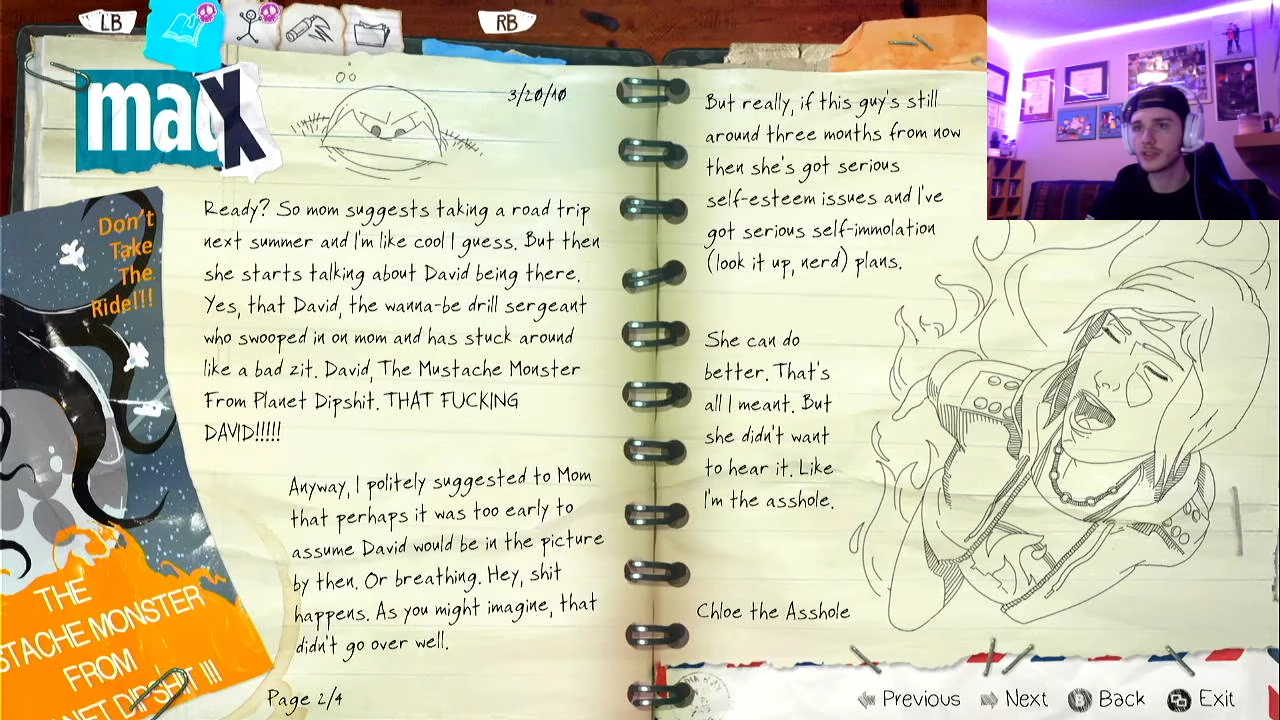 LB
RB
maX
3/20/10
Don't
Take
The
Ride!!!
Ready? So mom suggests taking a road trip
next summer and I'm like cool I guess. But then
she starts talking about David being there.
Yes, that David, the wanna-be drill sergeant
who swooped in on mom and has stuck around
like a bad zit. David, The Mustache Monster
From Planet Dipshit. THAT FUCKING
DAVID!!!!!
Anyway, I politely suggested to Mom
that perhaps it was too early to
assume David would be in the picture
by then. Or breathing. Hey, shit
happens. As you might imagine, that
didn't go over well.
THE
STACHE MONSTER
FROM
ANET DIPSHIT !!!
Page 2/4
But really, if this guy's still
around three months from now
then she's got serious
self-esteem issues and I've
got serious self-immolation
(look it up, nerd) plans.
She can do
better. That's
all I meant. But
she didn't want
to hear it. Like
I'm the asshole.
Chloe the Asshole
Previous
Next
B Back
Exit